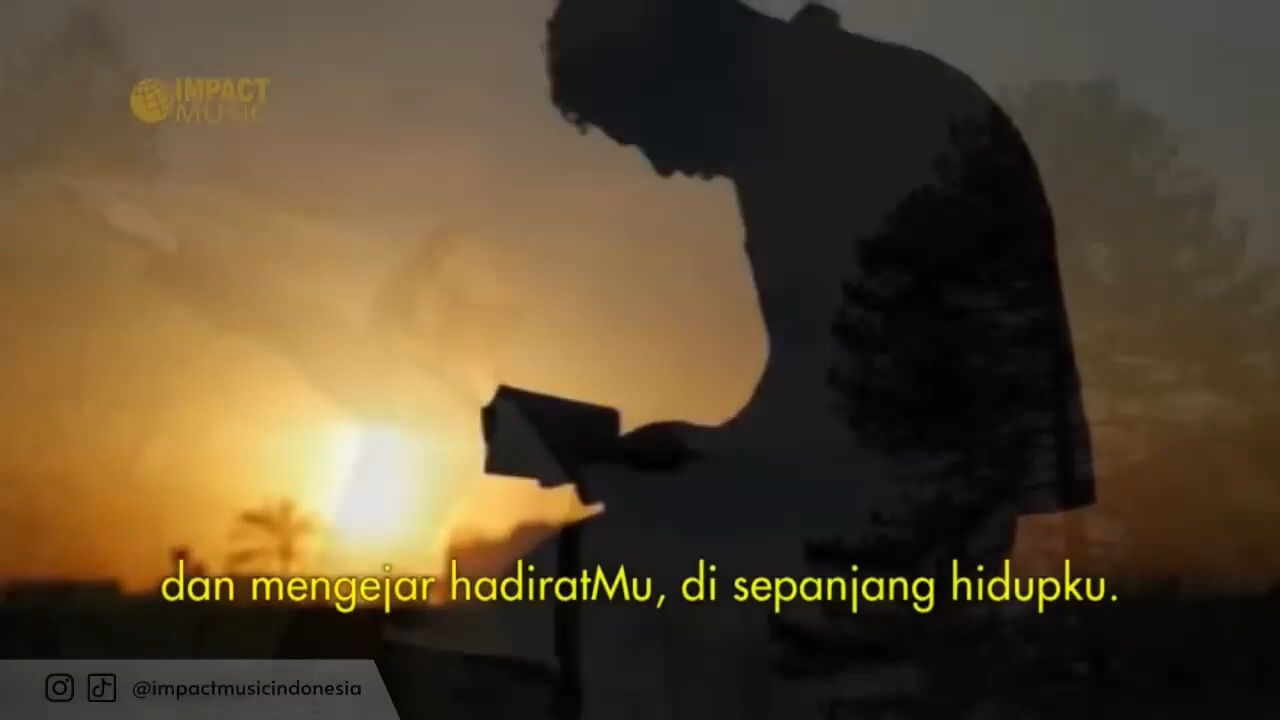 IMPACT
MUSIC
dan mengejar hadiratMu, di sepanjang hidupku.
@impactmusicindonesia